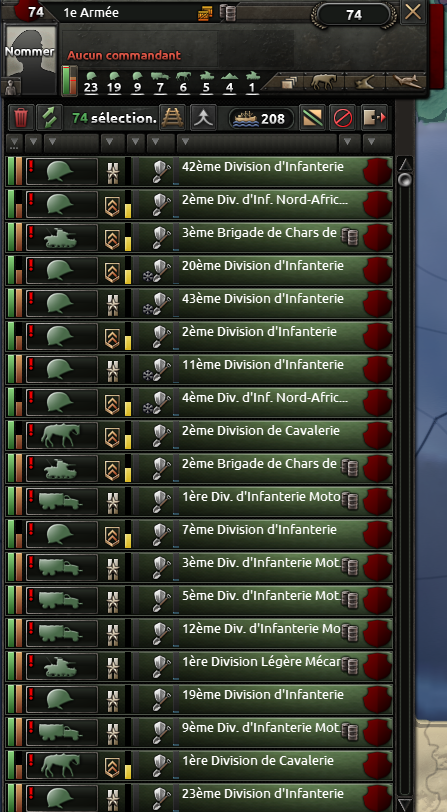 74 1e Armée 74
Nommer
Aucun commandant
23 19 9 7 6 5 4 1
74 sélection. 208
42ème Division d'Infanterie
2ème Div. d'Inf. Nord-Afric...
3ème Brigade de Chars de
20ème Division d'Infanterie
43ème Division d'Infanterie
2ème Division d'Infanterie
11ème Division d'Infanterie
4ème Div. d'Inf. Nord-Afric...
2ème Division de Cavalerie
2ème Brigade de Chars de
1ère Div. d'Infanterie Moto
7ème Division d'Infanterie
3ème Div. d'Infanterie Mot.
5ème Div. d'Infanterie Mot.
12ème Div. d'Infanterie Mo
1ère Division Légère Mécan
19ème Division d'Infanterie
9ème Div. d'Infanterie Mot.
1ère Division de Cavalerie
23ème Division d'Infanterie